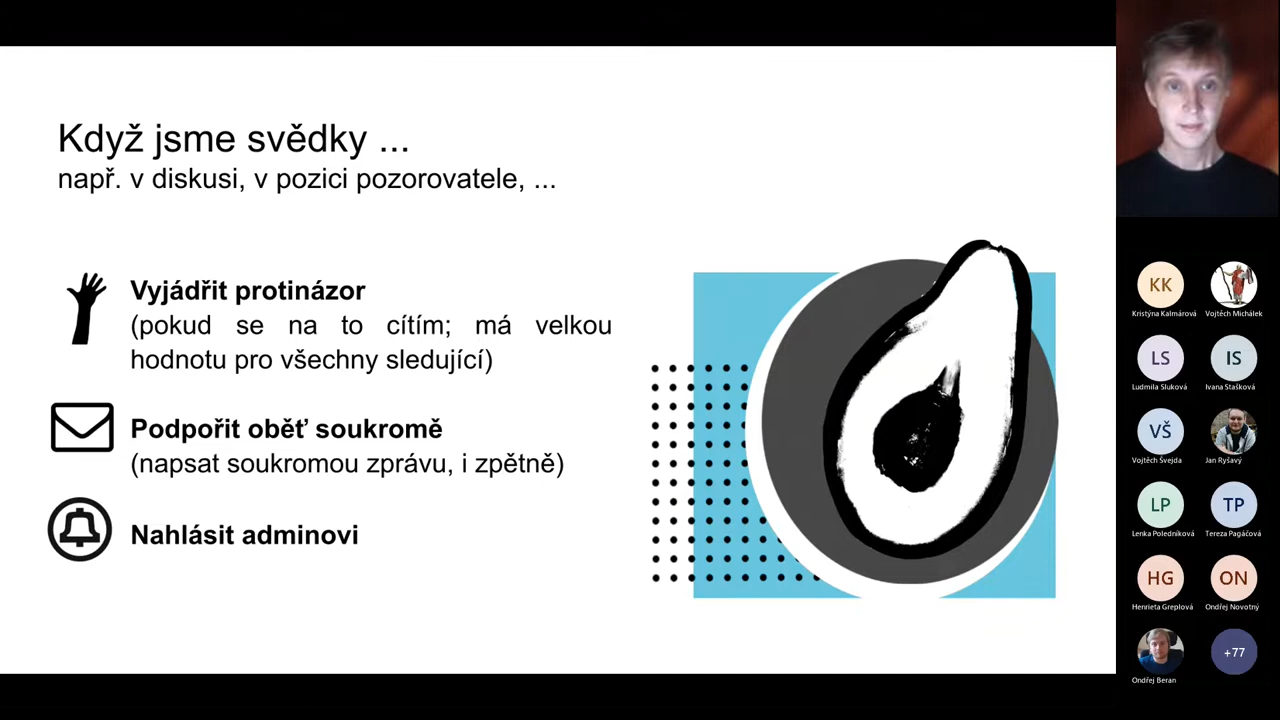 Když jsme svědky ...
např. v diskusi, v pozici pozorovatele, ...
Vyjádřit protinázor
(pokud se na to cítím; má velkou
hodnotu pro všechny sledující)
Podpořit oběť soukromě
(napsat soukromou zprávu, i zpětně)
Nahlásit adminovi
KK
Kristýna Kalmárová
Vojtěch Michálek
LS
Ludmila Sluková
IS
Ivana Stašková
VŠ
Vojtěch Švejda
Jan Ryšavý
LP
Lenka Poledníková
TP
Tereza Pagáčová
HG
Henrieta Greplová
ON
Ondřej Novotný
Ondřej Beran
+77